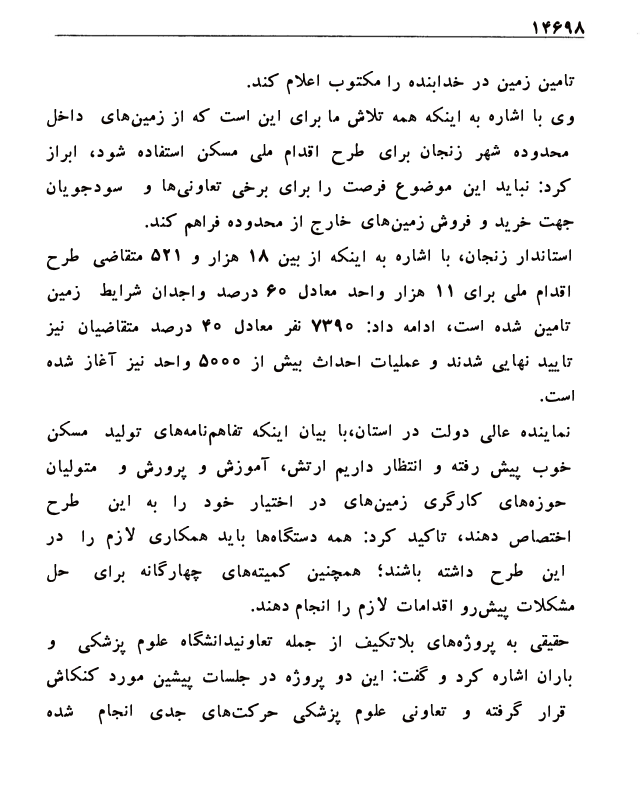 ۱۴۶۹۸
تامین زمین در خدابنده را مکتوب اعلام کند.
وی با اشاره به اینکه همه تلاش ما برای این است که از زمین‌های داخل
محدوده شهر زنجان برای طرح اقدام ملی مسکن استفاده شود، ابراز
کرد: نباید این موضوع فرصت را برای برخی تعاونی‌ها و سودجویان
جهت خرید و فروش زمین‌های خارج از محدوده فراهم کند.
استاندار زنجان، با اشاره به اینکه از بین ۱۸ هزار و ۵۲۱ متقاضی طرح
اقدام ملی برای ۱۱ هزار واحد معادل ۶۰ درصد واجدان شرایط زمین
تامین شده است، ادامه داد: ۷۳۹۰ نفر معادل ۴۰ درصد متقاضیان نیز
تایید نهایی شدند و عملیات احداث بیش از ۵۰۰۰ واحد نیز آغاز شده
است.
نماینده عالی دولت در استان،با بیان اینکه تفاهم‌نامه‌های تولید مسکن
خوب پیش رفته و انتظار داریم ارتش، آموزش و پرورش و متولیان
حوزه‌های کارگری زمین‌های در اختیار خود را به این طرح
اختصاص دهند، تاکید کرد: همه دستگاه‌ها باید همکاری لازم را در
این طرح داشته باشند؛ همچنین کمیته‌های چهارگانه برای حل
مشکلات پیش‌رو اقدامات لازم را انجام دهند.
حقیقی به پروژه‌های بلاتکیف از جمله تعاونیدانشگاه علوم پزشکی و
باران اشاره کرد و گفت: این دو پروژه در جلسات پیشین مورد کنکاش
قرار گرفته و تعاونی علوم پزشکی حرکت‌های جدی انجام شده